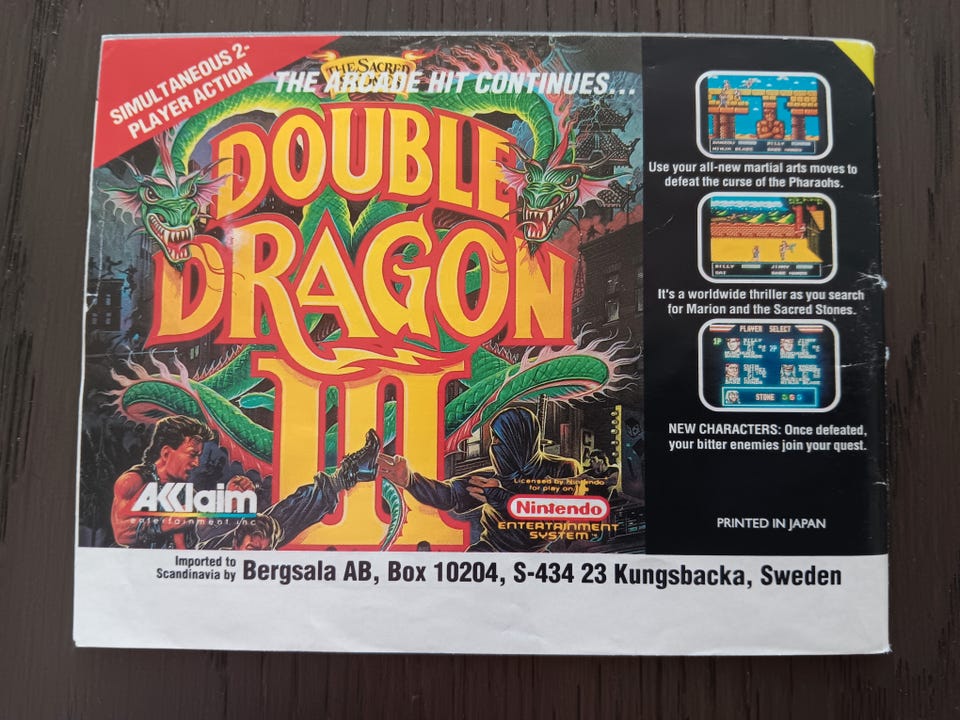 SIMULTANEOUS 2-
PLAYER ACTION
THE SACRED
THE ARCADE HIT CONTINUES...
DOUBLE
DRAGON
III
Use your all-new martial arts moves to
defeat the curse of the Pharaohs.
It's a worldwide thriller as you search
for Marion and the Sacred Stones.
PLAYER SELECT
1P
2P
STONE
NEW CHARACTERS: Once defeated,
your bitter enemies join your quest.
AKKlaim
entertainment inc
Licensed by Nintendo
for play on the
Nintendo
ENTERTAINMENT
SYSTEM™
PRINTED IN JAPAN
Imported to
Scandinavia by Bergsala AB, Box 10204, S-434 23 Kungsbacka, Sweden